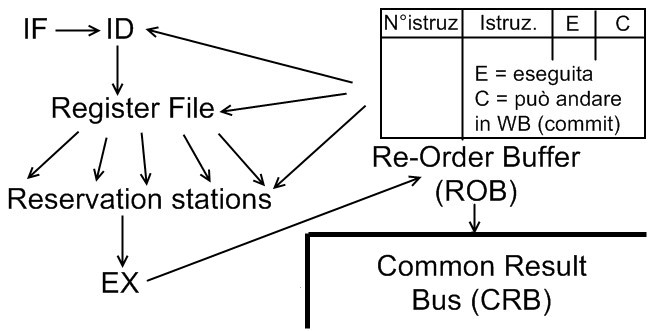 IF ID
Register File
Reservation stations
EX
N°istruz Istruz. E C
E = eseguita
C = può andare
in WB (commit)
Re-Order Buffer
(ROB)
Common Result
Bus (CRB)